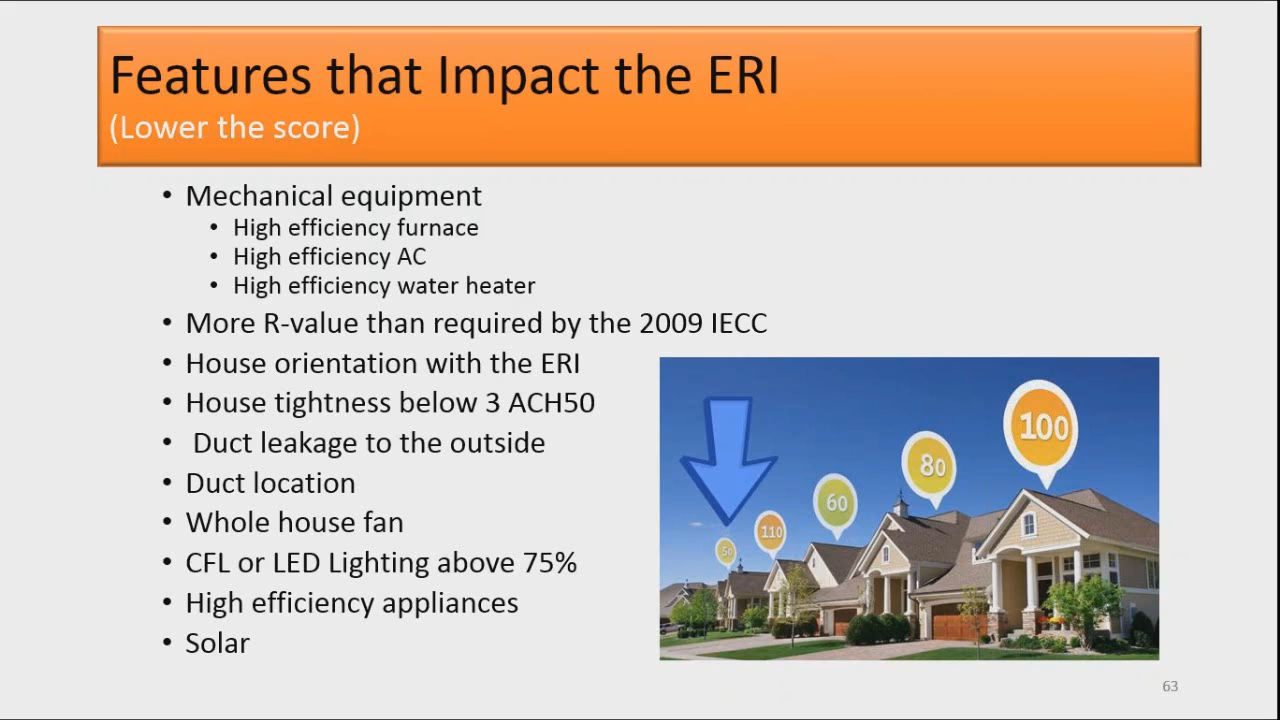 Features that Impact the ERI
(Lower the score)
• Mechanical equipment
• High efficiency furnace
• High efficiency AC
• High efficiency water heater
• More R-value than required by the 2009 IECC
• House orientation with the ERI
• House tightness below 3 ACH50
• Duct leakage to the outside
• Duct location
• Whole house fan
• CFL or LED Lighting above 75%
• High efficiency appliances
• Solar
50
110
60
80
100
63